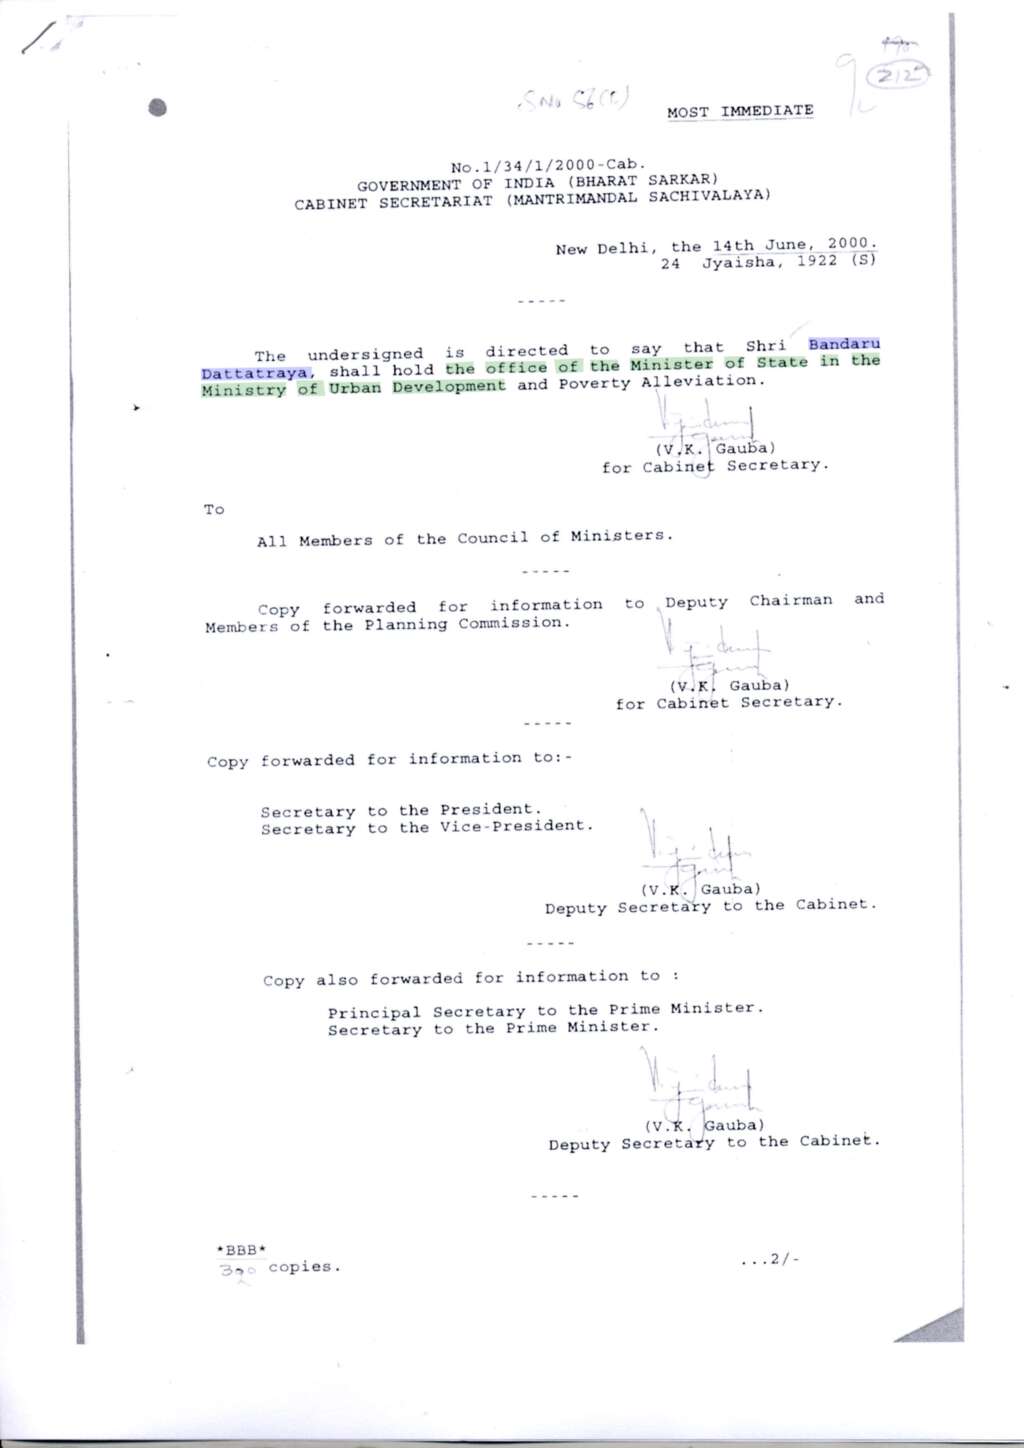 S No 56(C)
212
MOST IMMEDIATE
No.1/34/1/2000-Cab.
GOVERNMENT OF INDIA (BHARAT SARKAR)
CABINET SECRETARIAT (MANTRIMANDAL SACHIVALAYA)
New Delhi, the 14th June, 2000.
24 Jyaisha, 1922 (S)
-----
The undersigned is directed to say that Shri Bandaru
Dattatraya, shall hold the office of the Minister of State in the
Ministry of Urban Development and Poverty Alleviation.
(V.K. Gauba)
for Cabinet Secretary.
To
All Members of the Council of Ministers.
-----
Copy forwarded for information to Deputy Chairman and
Members of the Planning Commission.
(V.K. Gauba)
for Cabinet Secretary.
-----
Copy forwarded for information to:-
Secretary to the President.
Secretary to the Vice-President.
(V.K. Gauba)
Deputy Secretary to the Cabinet.
-----
Copy also forwarded for information to :
Principal Secretary to the Prime Minister.
Secretary to the Prime Minister.
(V.K. Gauba)
Deputy Secretary to the Cabinet.
-----
*BBB*
copies.
...2/-